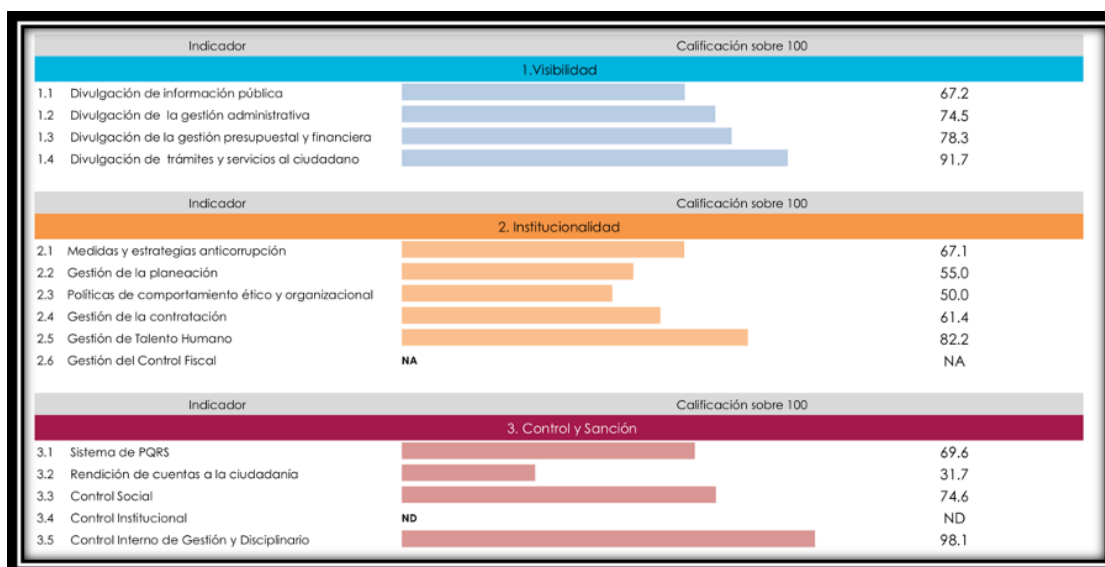 Indicador Calificación sobre 100
1.Visibilidad
1.1 Divulgación de información pública 67.2
1.2 Divulgación de la gestión administrativa 74.5
1.3 Divulgación de la gestión presupuestal y financiera 78.3
1.4 Divulgación de trámites y servicios al ciudadano 91.7
Indicador Calificación sobre 100
2. Institucionalidad
2.1 Medidas y estrategias anticorrupción 67.1
2.2 Gestión de la planeación 55.0
2.3 Políticas de comportamiento ético y organizacional 50.0
2.4 Gestión de la contratación 61.4
2.5 Gestión de Talento Humano 82.2
2.6 Gestión del Control Fiscal NA NA
Indicador Calificación sobre 100
3. Control y Sanción
3.1 Sistema de PQRS 69.6
3.2 Rendición de cuentas a la ciudadanía 31.7
3.3 Control Social 74.6
3.4 Control Institucional ND ND
3.5 Control Interno de Gestión y Disciplinario 98.1